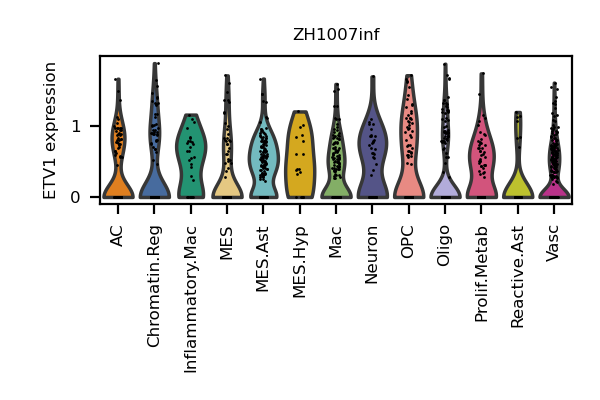 ZH1007inf
ETV1 expression
1
0
AC
Chromatin.Reg
Inflammatory.Mac
MES
MES.Ast
MES.Hyp
Mac
Neuron
OPC
Oligo
Prolif.Metab
Reactive.Ast
Vasc